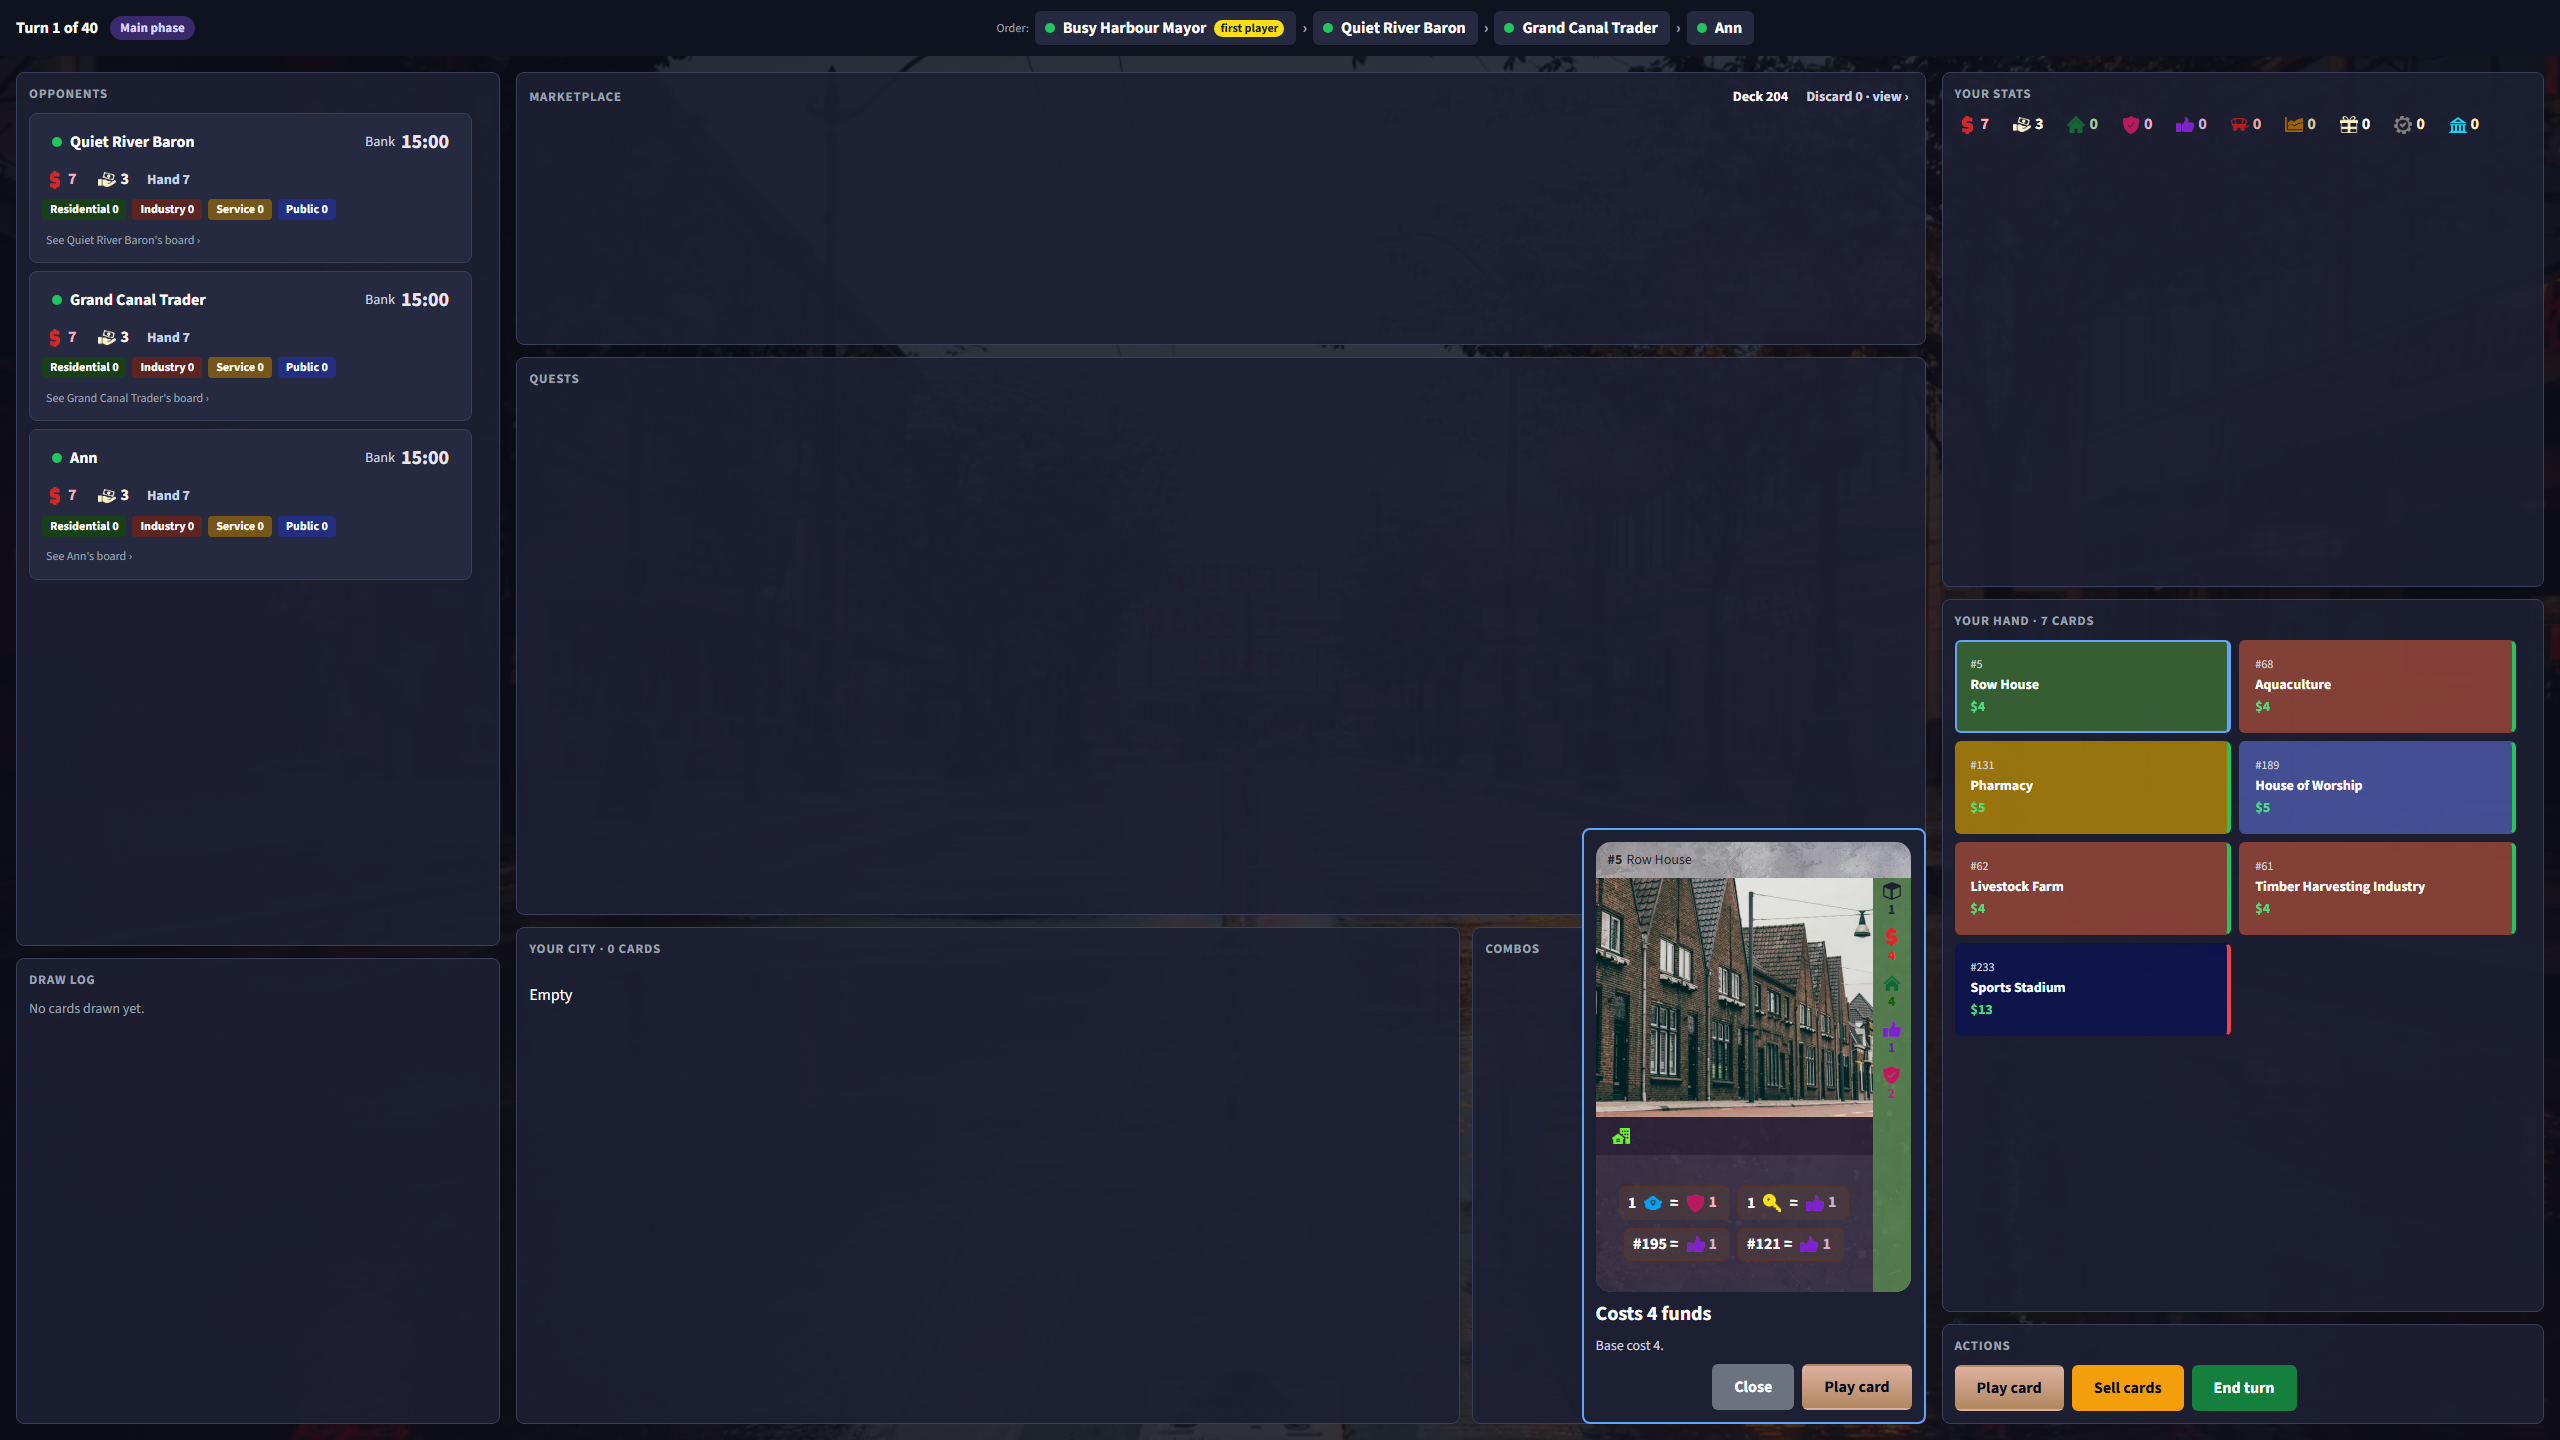 Turn 1 of 40
Main phase
Order:
Busy Harbour Mayor first player › Quiet River Baron › Grand Canal Trader › Ann
OPPONENTS
Quiet River Baron
Bank 15:00
7 3 Hand 7
Residential 0 Industry 0 Service 0 Public 0
See Quiet River Baron's board ›
Grand Canal Trader
Bank 15:00
7 3 Hand 7
Residential 0 Industry 0 Service 0 Public 0
See Grand Canal Trader's board ›
Ann
Bank 15:00
7 3 Hand 7
Residential 0 Industry 0 Service 0 Public 0
See Ann's board ›
DRAW LOG
No cards drawn yet.
MARKETPLACE
Deck 204
Discard 0 · view ›
QUESTS
YOUR CITY · 0 CARDS
Empty
COMBOS
#5 Row House
1
4
4
1
2
1 = 1
1 = 1
#195 = 1
#121 = 1
Costs 4 funds
Base cost 4.
Close
Play card
YOUR STATS
7 3 0 0 0 0 0 0 0 0
YOUR HAND · 7 CARDS
#5
Row House
$4
#68
Aquaculture
$4
#131
Pharmacy
$5
#189
House of Worship
$5
#62
Livestock Farm
$4
#61
Timber Harvesting Industry
$4
#233
Sports Stadium
$13
ACTIONS
Play card
Sell cards
End turn